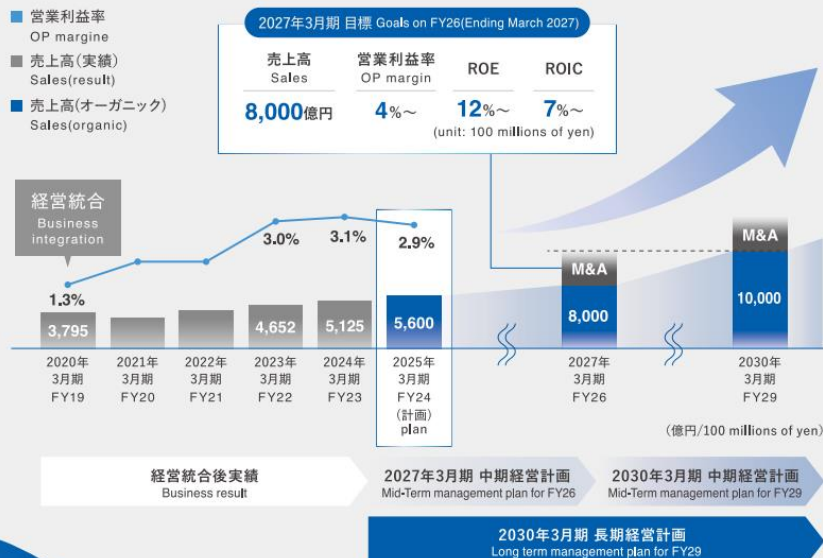 営業利益率
OP margine
売上高(実績)
Sales(result)
売上高(オーガニック)
Sales(organic)
2027年3月期 目標 Goals on FY26(Ending March 2027)
売上高
Sales
8,000億円
営業利益率
OP margin
4%～
ROE
12%～
ROIC
7%～
(unit: 100 millions of yen)
経営統合
Business
integration
1.3%
3.0%
3.1%
2.9%
3,795
4,652
5,125
5,600
M&A
8,000
M&A
10,000
2020年
3月期
FY19
2021年
3月期
FY20
2022年
3月期
FY21
2023年
3月期
FY22
2024年
3月期
FY23
2025年
3月期
FY24
(計画)
plan
2027年
3月期
FY26
2030年
3月期
FY29
(億円/100 millions of yen)
経営統合後実績
Business result
2027年3月期 中期経営計画
Mid-Term management plan for FY26
2030年3月期 中期経営計画
Mid-Term management plan for FY29
2030年3月期 長期経営計画
Long term management plan for FY29